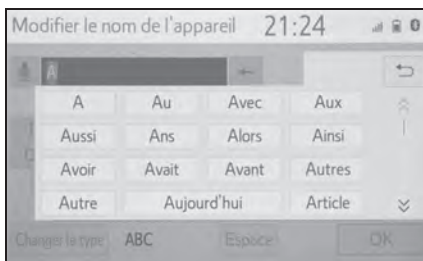 Modifier le nom de l'appareil 21:24
A
A Au Avec Aux
Aussi Ans Alors Ainsi
Avoir Avait Avant Autres
Autre Aujourd'hui Article
Changer le type ABC Espace OK